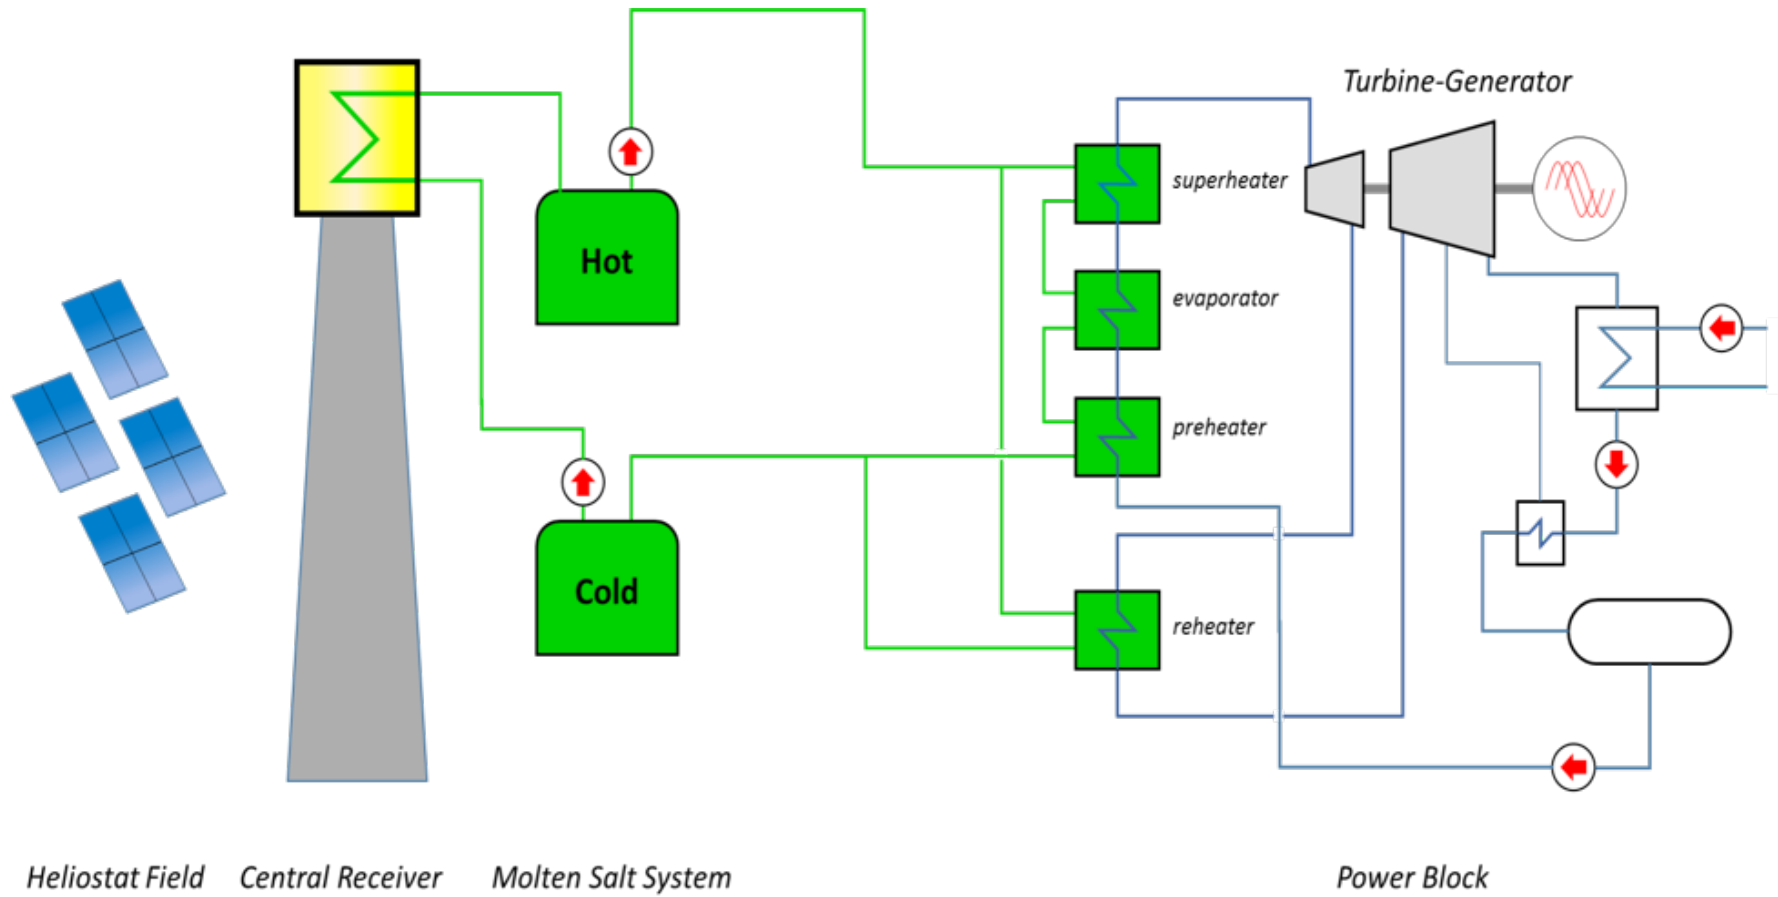 Turbine-Generator
superheater
Hot
evaporator
preheater
Cold
reheater
Heliostat Field
Central Receiver
Molten Salt System
Power Block